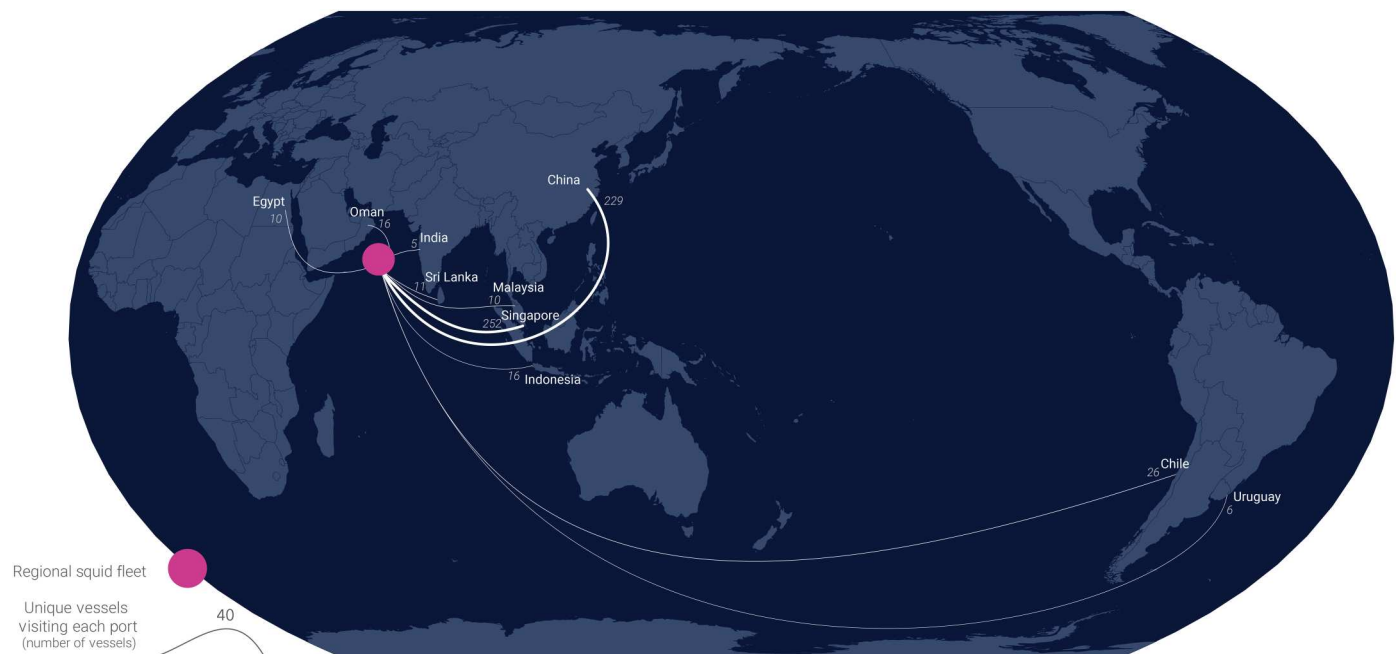 China
229
Egypt
10
Oman
16
India
5
Sri Lanka
11
Malaysia
10
Singapore
252
Indonesia
16
Chile
26
Uruguay
6
Regional squid fleet
Unique vessels
visiting each port
(number of vessels)
40